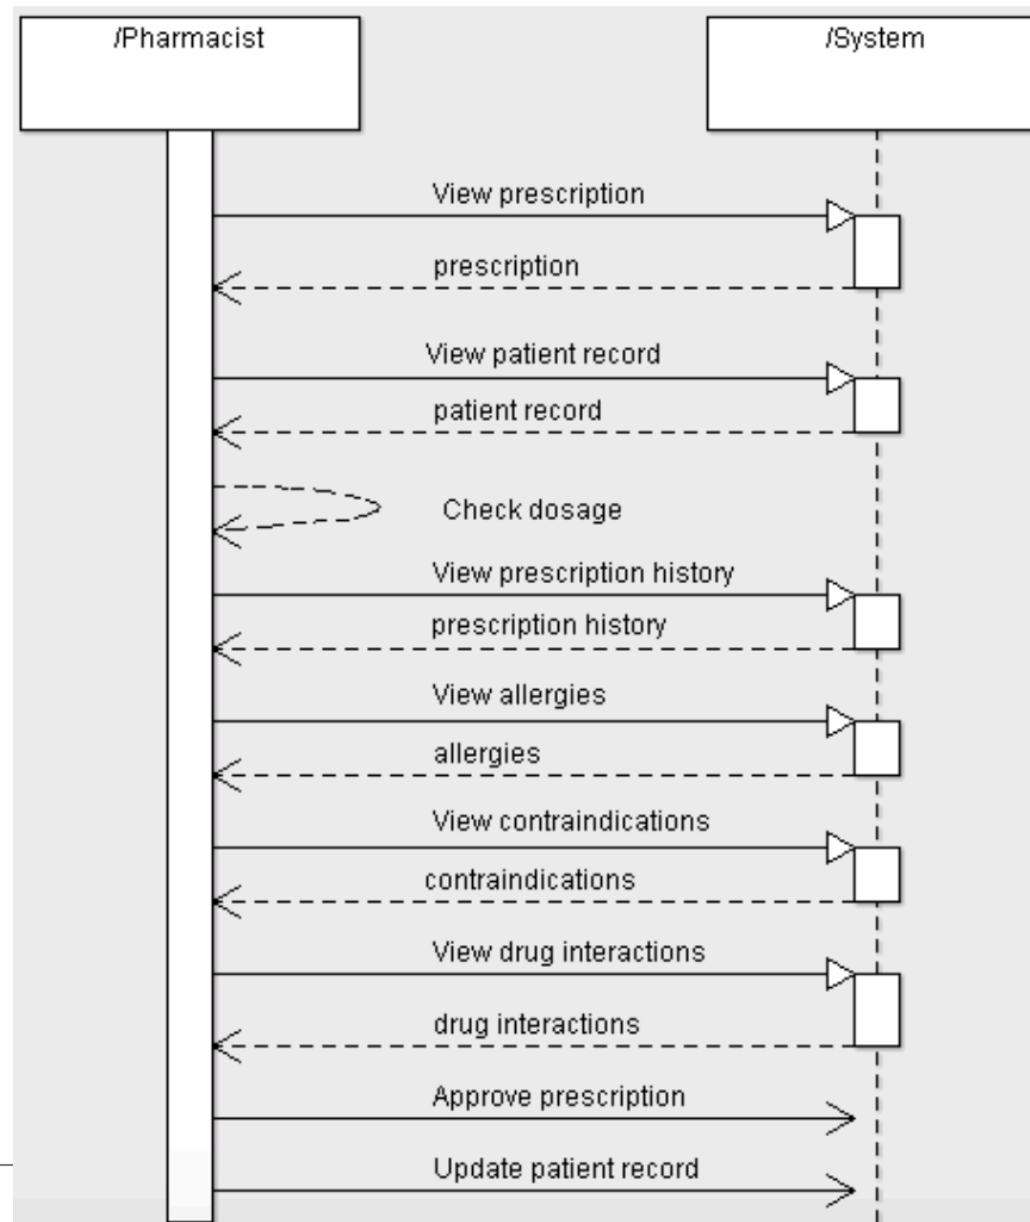 /Pharmacist
/System
View prescription
prescription
View patient record
patient record
Check dosage
View prescription history
prescription history
View allergies
allergies
View contraindications
contraindications
View drug interactions
drug interactions
Approve prescription
Update patient record